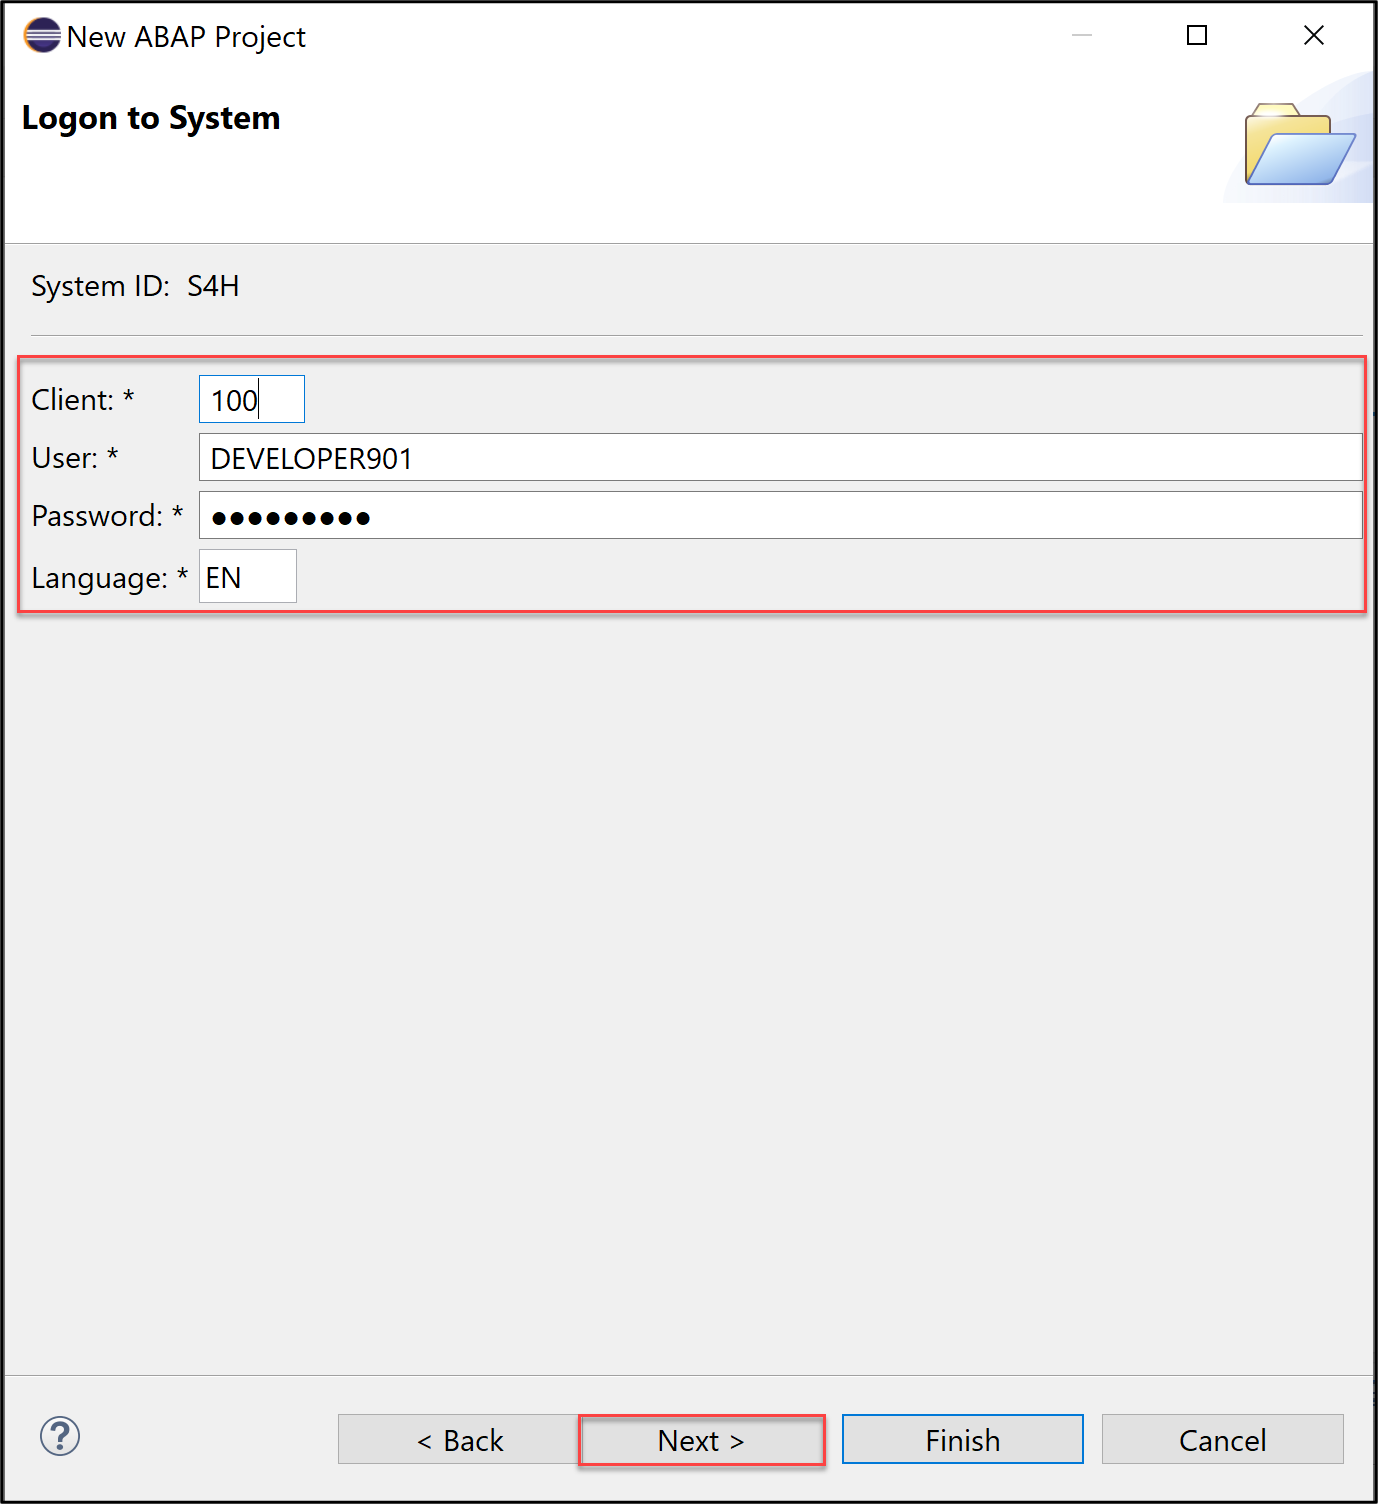 New ABAP Project
Logon to System
System ID: S4H
Client: * 100
User: * DEVELOPER901
Password: * ●●●●●●●●●
Language: * EN
? < Back Next > Finish Cancel